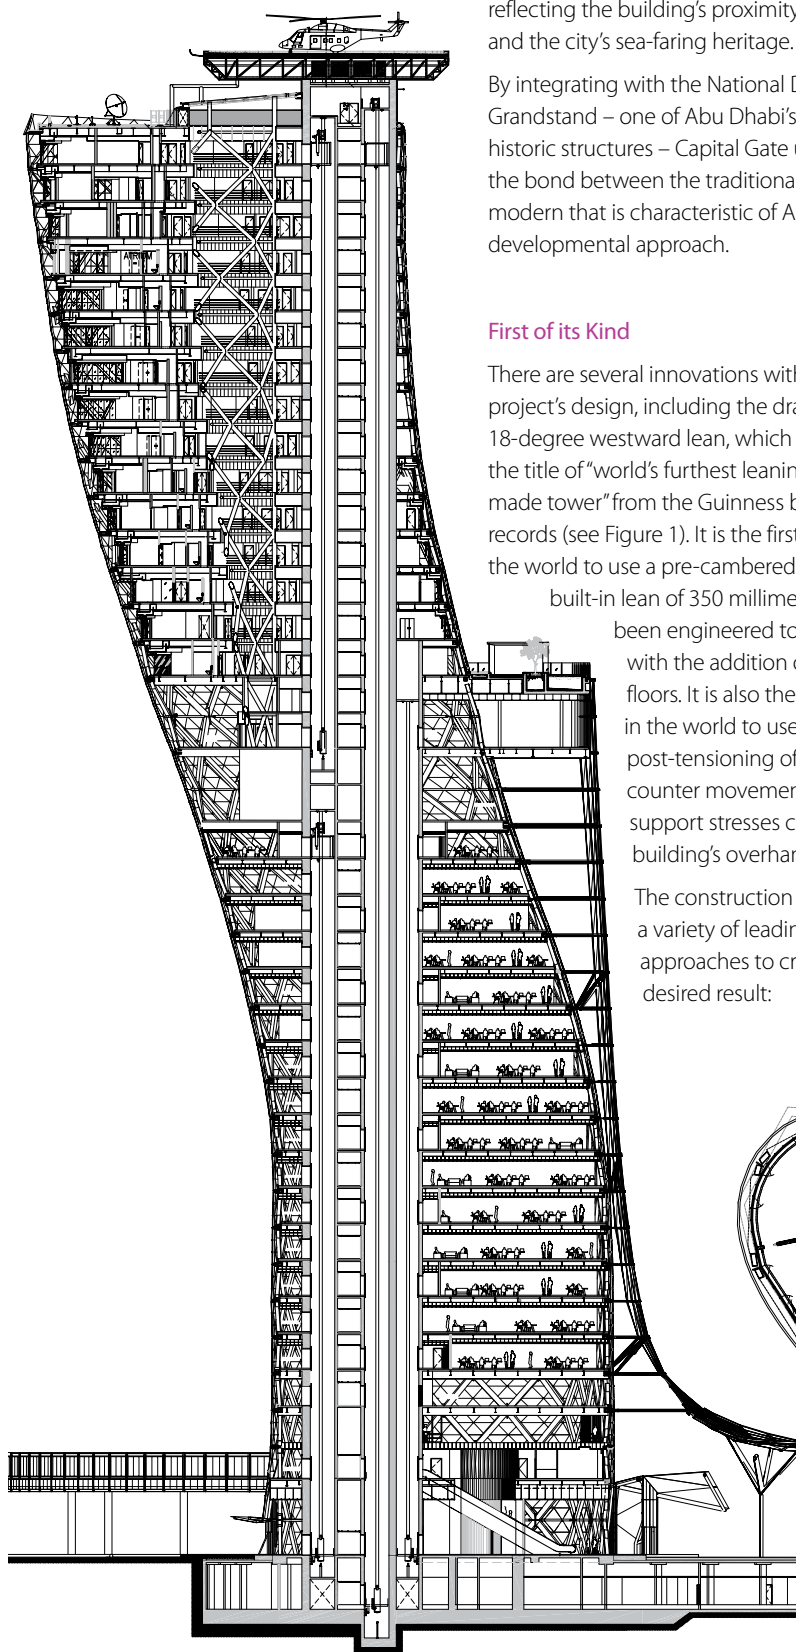 reflecting the building's proximity
and the city's sea-faring heritage.
By integrating with the National D
Grandstand – one of Abu Dhabi's
historic structures – Capital Gate u
the bond between the traditional
modern that is characteristic of A
developmental approach.
First of its Kind
There are several innovations with
project's design, including the dra
18-degree westward lean, which
the title of “world's furthest leanin
made tower” from the Guinness b
records (see Figure 1). It is the first
the world to use a pre-cambered
built-in lean of 350 millime
been engineered to
with the addition o
floors. It is also the
in the world to use
post-tensioning of
counter movemen
support stresses c
building's overhan
The construction
a variety of leadin
approaches to cr
desired result:
ATRIUM